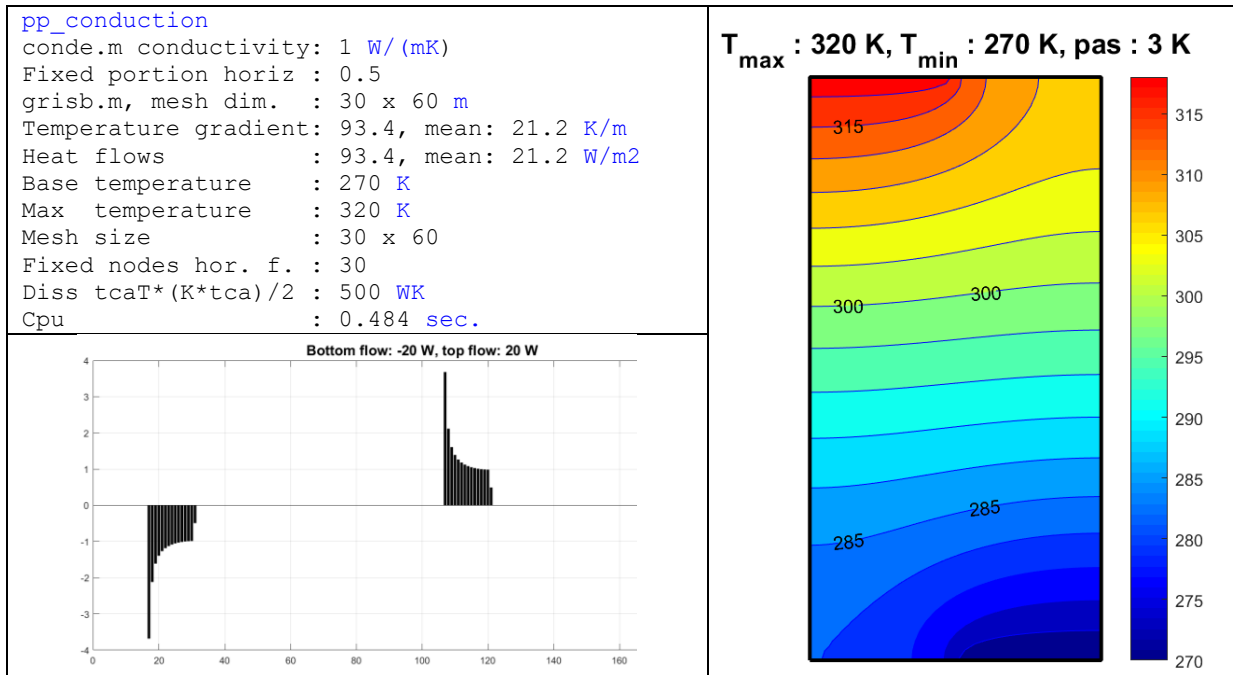 pp_conduction
conde.m conductivity: 1 W/(mK)
Fixed portion horiz : 0.5
grisb.m, mesh dim.  : 30 x 60 m
Temperature gradient: 93.4, mean: 21.2 K/m
Heat flows          : 93.4, mean: 21.2 W/m2
Base temperature    : 270 K
Max  temperature    : 320 K
Mesh size           : 30 x 60
Fixed nodes hor. f. : 30
Diss tcaT*(K*tca)/2 : 500 WK
Cpu                 : 0.484 sec.
Bottom flow: -20 W, top flow: 20 W
4
3
2
1
0
-1
-2
-3
-4
0 20 40 60 80 100 120 140 160
T_max : 320 K, T_min : 270 K, pas : 3 K
315
300 300
285
285
315
310
305
300
295
290
285
280
275
270